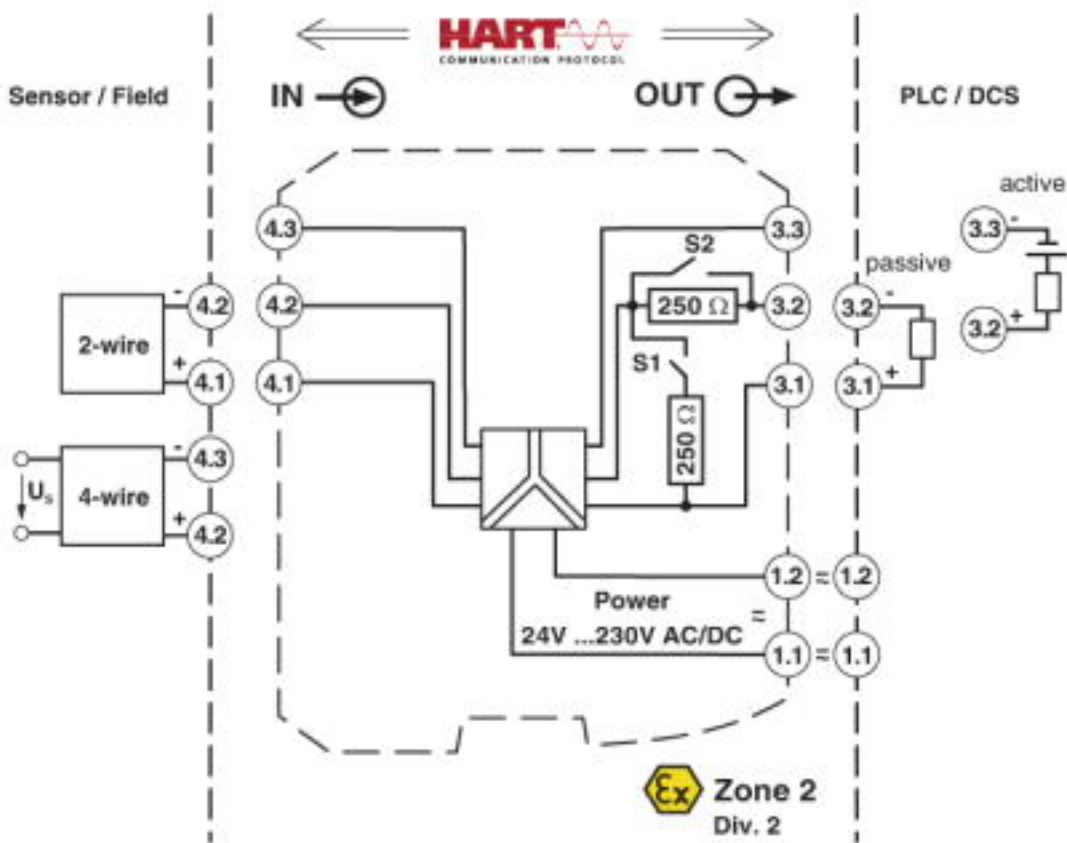 HART
COMMUNICATION PROTOCOL
Sensor / Field
IN
OUT
PLC / DCS
active
4.3
3.3
3.3 -
S2
passive
2-wire
- 4.2
4.2
250 Ω
3.2
3.2 -
3.2 +
+ 4.1
4.1
S1
3.1
3.1 +
250 Ω
Us
4-wire
- 4.3
+ 4.2
Power
1.2 ≈ 1.2
24V ...230V AC/DC
≈
1.1 ≈ 1.1
Ex
Zone 2
Div. 2